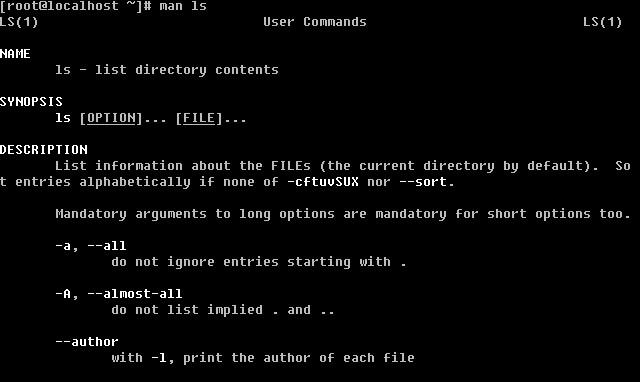 [root@localhost ~]# man ls
LS(1) User Commands LS(1)
NAME
ls - list directory contents
SYNOPSIS
ls [OPTION]... [FILE]...
DESCRIPTION
List information about the FILEs (the current directory by default). So
t entries alphabetically if none of -cftuvSUX nor --sort.
Mandatory arguments to long options are mandatory for short options too.
-a, --all
do not ignore entries starting with .
-A, --almost-all
do not list implied . and ..
--author
with -l, print the author of each file